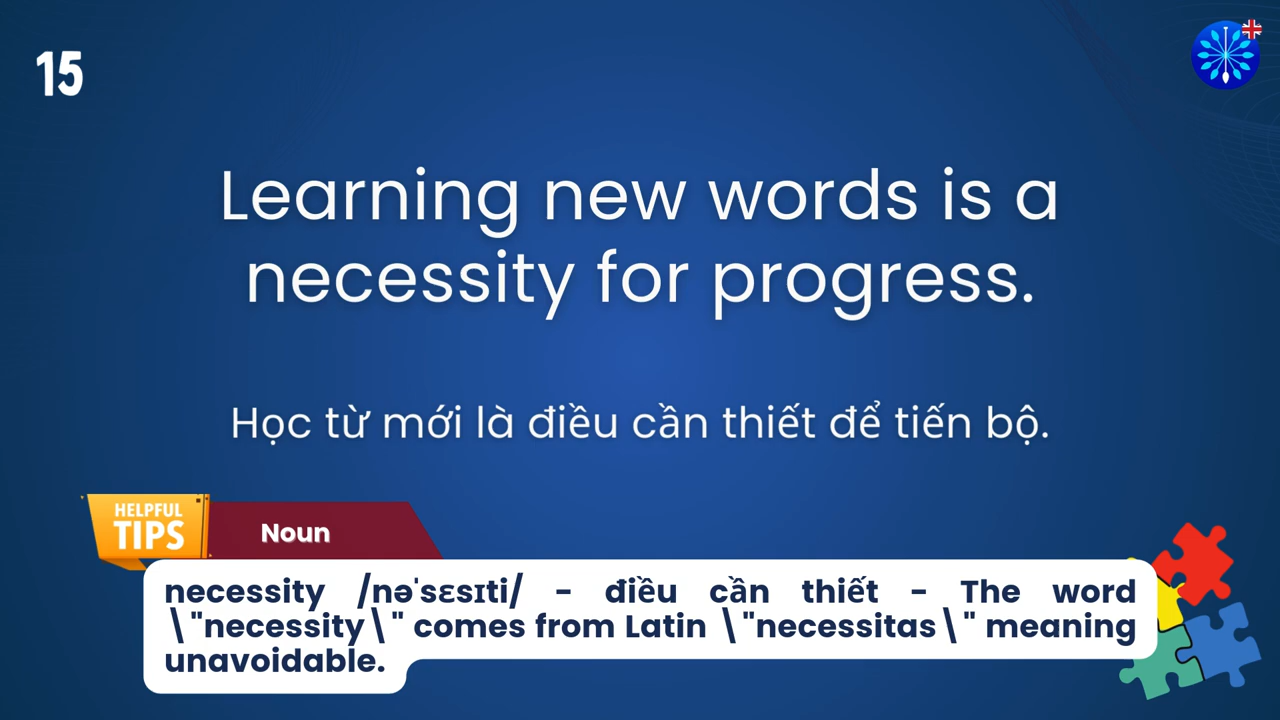 15
Learning new words is a
necessity for progress.
Học từ mới là điều cần thiết để tiến bộ.
HELPFUL
TIPS
Noun
necessity /nəˈsɛsɪti/ - điều cần thiết - The word
\"necessity\" comes from Latin \"necessitas\" meaning
unavoidable.